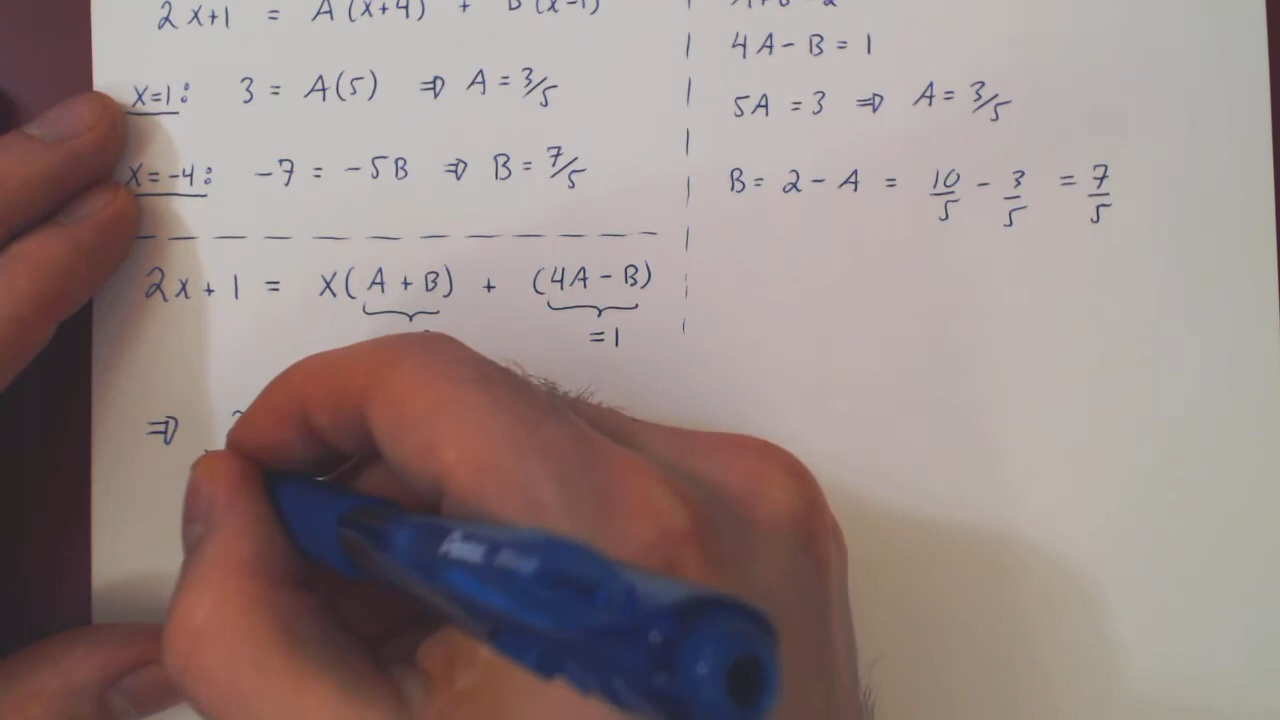 2x+1 = A(x+4) + B(x-1)
x=1: 3 = A(5) ⇒ A = 3/5
x=-4: -7 = -5B ⇒ B = 7/5
2x+1 = x(A+B) + (4A-B)
=1
⇒
4A-B=1
5A=3 ⇒ A=3/5
B=2-A = 10/5 - 3/5 = 7/5
Pentel